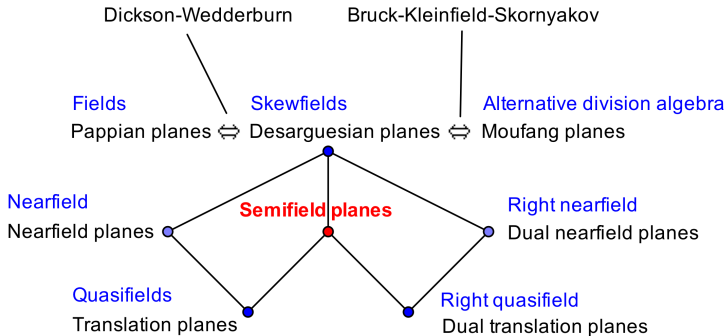 Dickson-Wedderburn
Bruck-Kleinfield-Skornyakov
Fields
Skewfields
Alternative division algebra
Pappian planes ⇔ Desarguesian planes ⇔ Moufang planes
Nearfield
Semifield planes
Right nearfield
Nearfield planes
Dual nearfield planes
Quasifields
Right quasifield
Translation planes
Dual translation planes